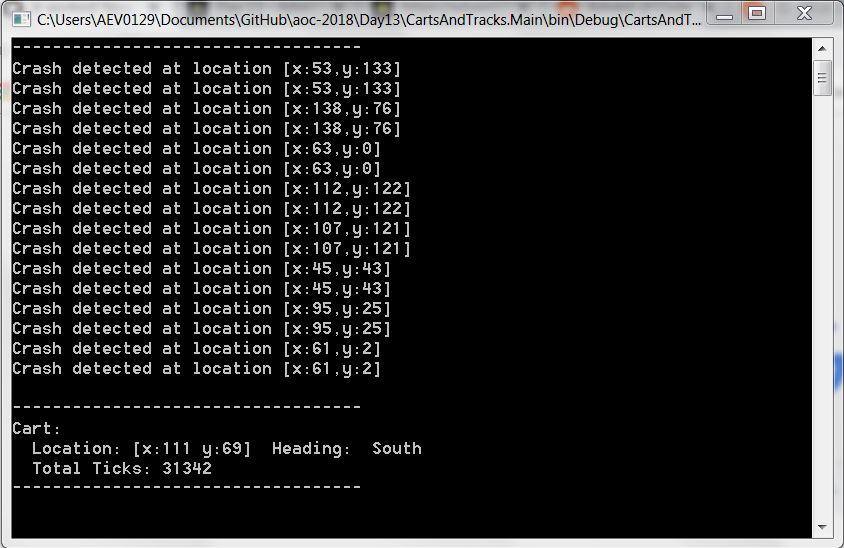 C:\Users\AEV0129\Documents\GitHub\aoc-2018\Day13\CartsAndTracks.Main\bin\Debug\CartsAndT...
-----------------------------------
Crash detected at location [x:53,y:133]
Crash detected at location [x:53,y:133]
Crash detected at location [x:138,y:76]
Crash detected at location [x:138,y:76]
Crash detected at location [x:63,y:0]
Crash detected at location [x:63,y:0]
Crash detected at location [x:112,y:122]
Crash detected at location [x:112,y:122]
Crash detected at location [x:107,y:121]
Crash detected at location [x:107,y:121]
Crash detected at location [x:45,y:43]
Crash detected at location [x:45,y:43]
Crash detected at location [x:95,y:25]
Crash detected at location [x:95,y:25]
Crash detected at location [x:61,y:2]
Crash detected at location [x:61,y:2]
-----------------------------------
Cart:
  Location: [x:111 y:69]  Heading:  South
  Total Ticks: 31342
-----------------------------------